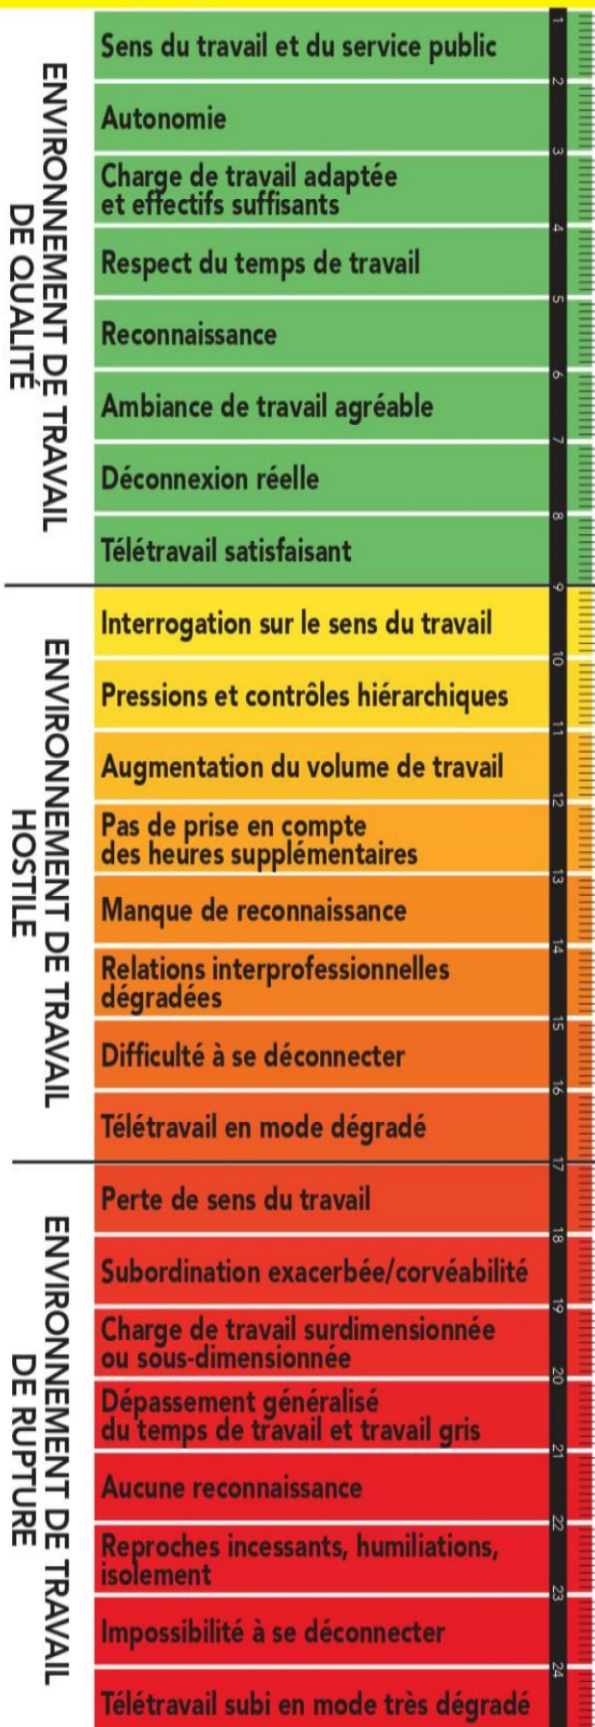 ENVIRONNEMENT DE TRAVAIL
DE QUALITÉ
1
Sens du travail et du service public
2
Autonomie
3
Charge de travail adaptée
et effectifs suffisants
4
Respect du temps de travail
5
Reconnaissance
6
Ambiance de travail agréable
7
Déconnexion réelle
8
Télétravail satisfaisant
9
ENVIRONNEMENT DE TRAVAIL
HOSTILE
Interrogation sur le sens du travail
10
Pressions et contrôles hiérarchiques
11
Augmentation du volume de travail
12
Pas de prise en compte
des heures supplémentaires
13
Manque de reconnaissance
14
Relations interprofessionnelles
dégradées
15
Difficulté à se déconnecter
16
Télétravail en mode dégradé
17
ENVIRONNEMENT DE TRAVAIL
DE RUPTURE
Perte de sens du travail
18
Subordination exacerbée/corvéabilité
19
Charge de travail surdimensionnée
ou sous-dimensionnée
20
Dépassement généralisé
du temps de travail et travail gris
21
Aucune reconnaissance
22
Reproches incessants, humiliations,
isolement
23
Impossibilité à se déconnecter
24
Télétravail subi en mode très dégradé